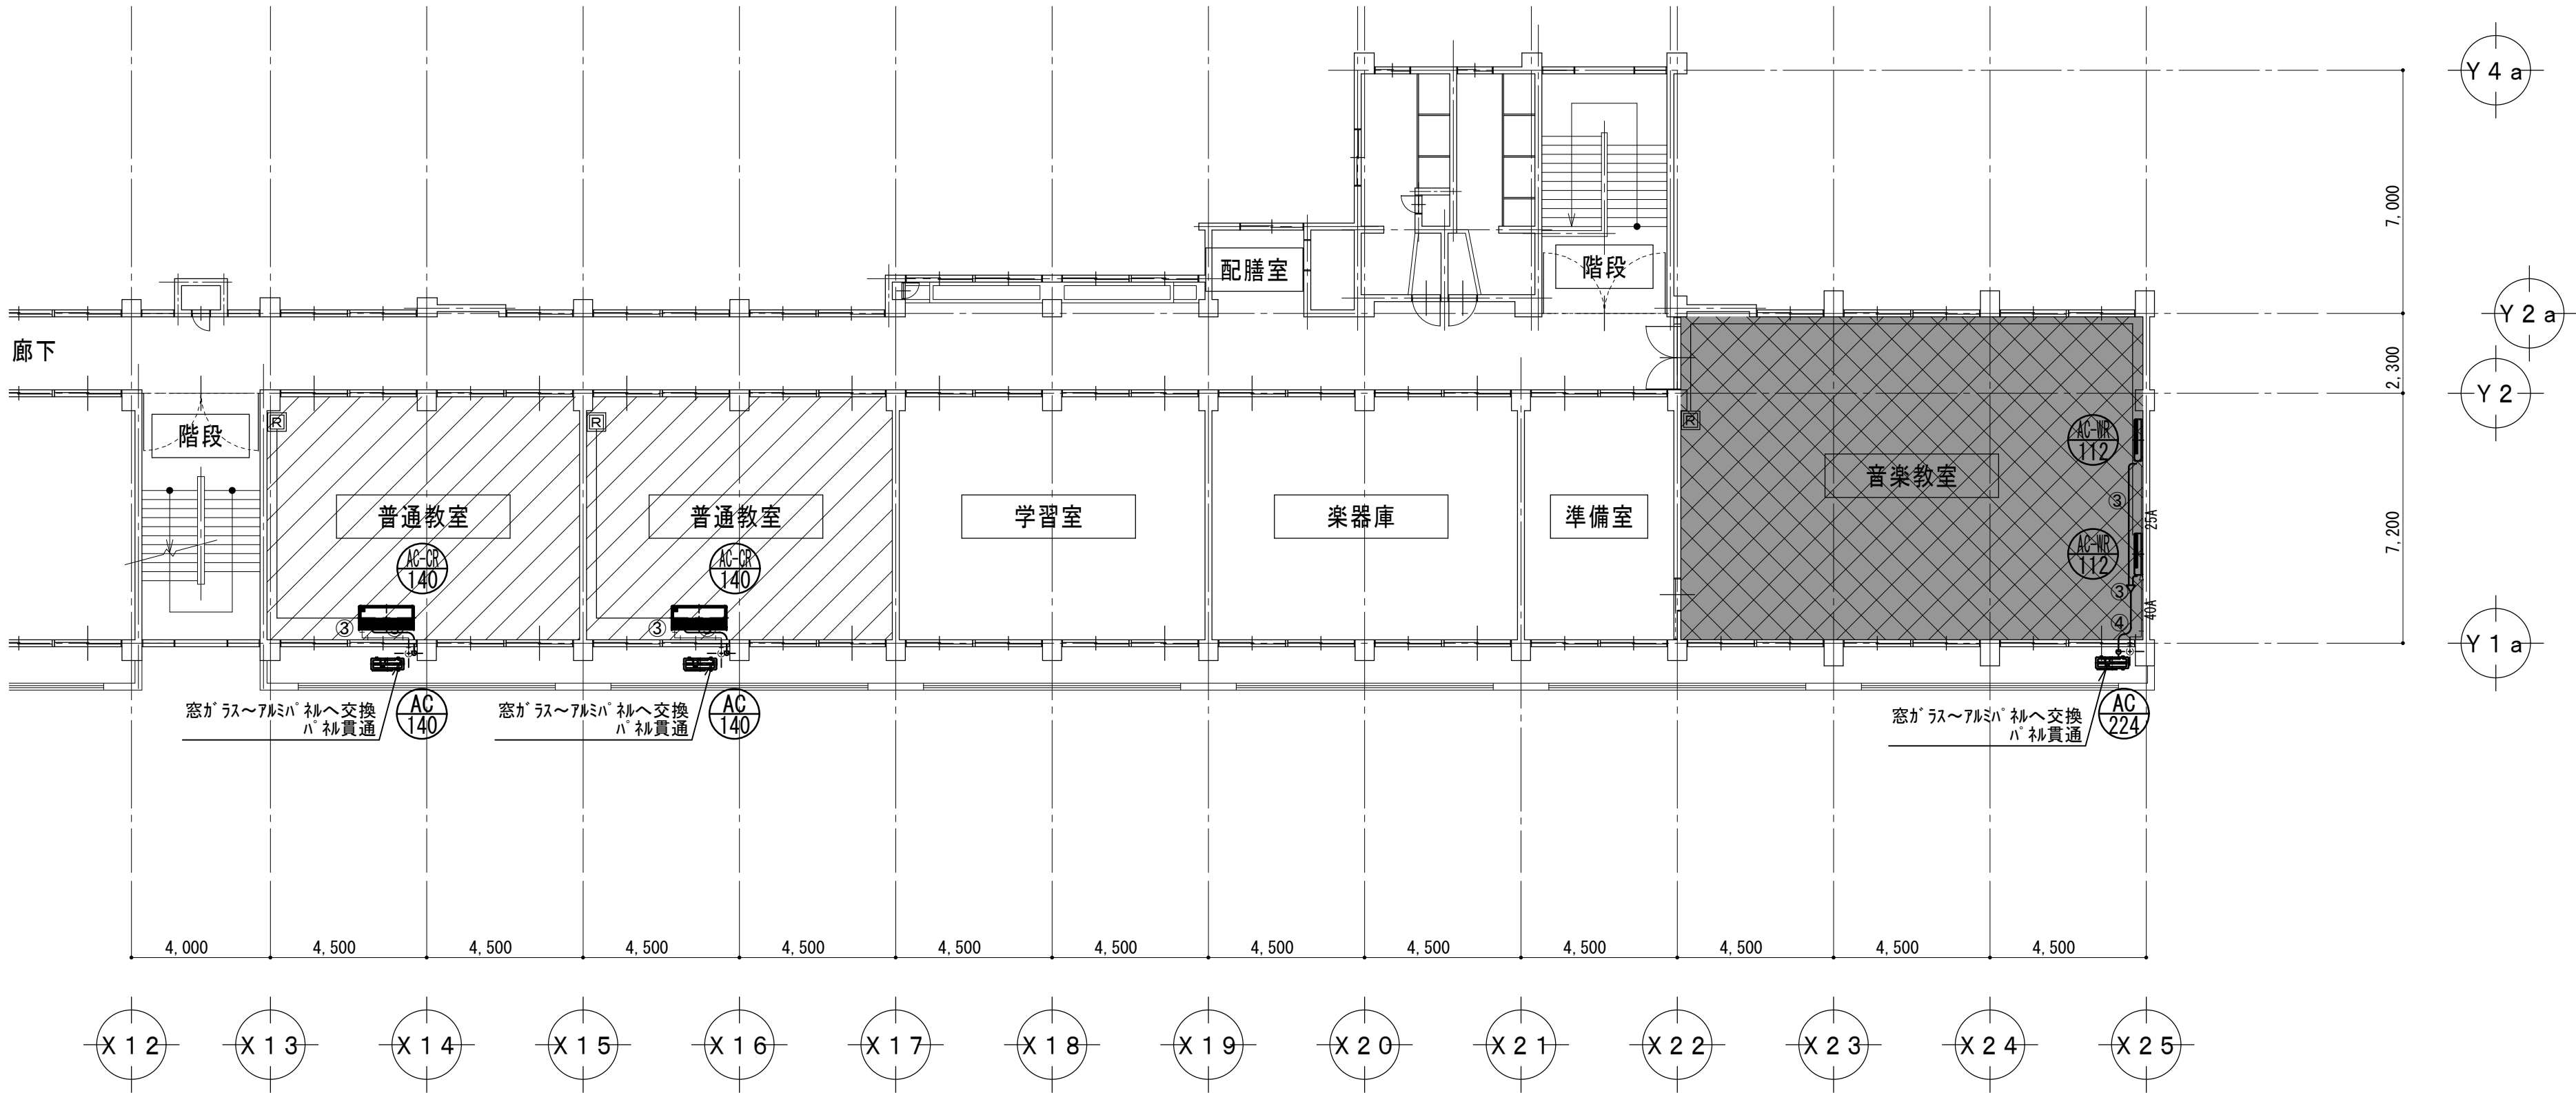 Y4a
7,000
配膳室
階段
Y2a
廊下
2,300
Y2
階段
R
R
R
AC-WR
112
音楽教室
③
25A
普通教室
普通教室
学習室
楽器庫
準備室
7,200
AC-CR
140
AC-CR
140
AC-WR
112
③
40A
③
③
④
Y1a
窓ガラス～アルミパネルへ交換
パネル貫通
AC
140
窓ガラス～アルミパネルへ交換
パネル貫通
AC
140
窓ガラス～アルミパネルへ交換
パネル貫通
AC
224
4,000
4,500
4,500
4,500
4,500
4,500
4,500
4,500
4,500
4,500
4,500
4,500
4,500
X12
X13
X14
X15
X16
X17
X18
X19
X20
X21
X22
X23
X24
X25